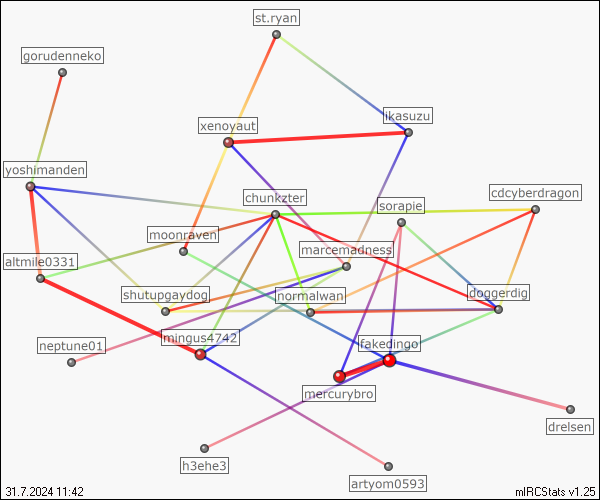 st.ryan
gorudenneko
ikasuzu
xenoyaut
yoshimanden
cdcyberdragon
chunkzter
sorapie
moonraven
marcemadness
altmile0331
shutupgaydog
normalwan
doggerdig
mingus4742
neptune01
fakedingo
mercurybro
drelsen
h3ehe3
artyom0593
31.7.2024 11:42
mIRCStats v1.25